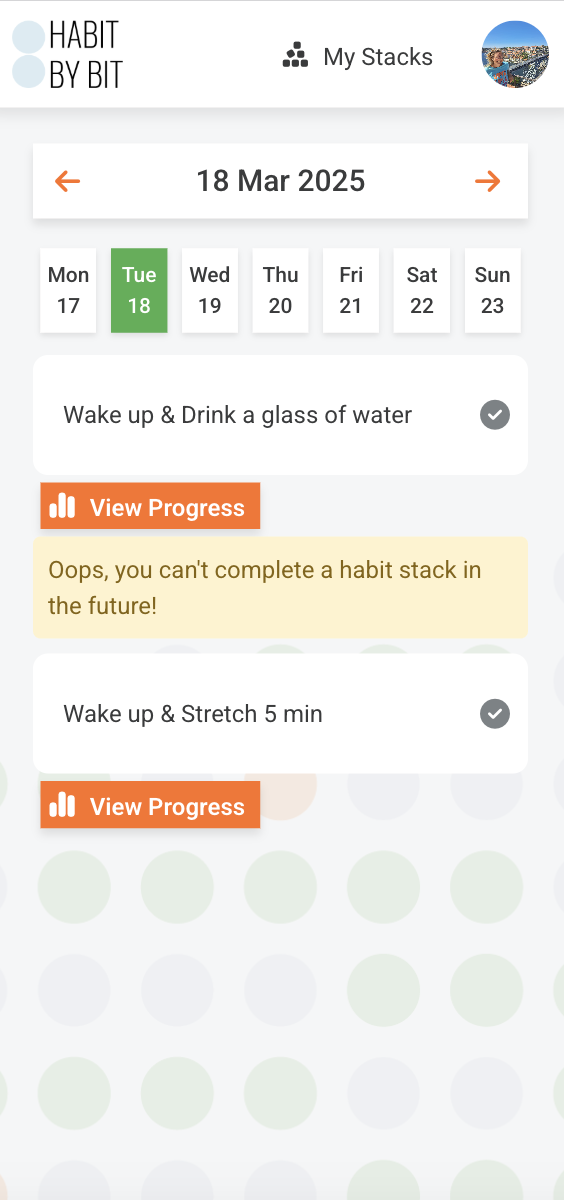 HABIT
BY BIT
My Stacks
18 Mar 2025
Mon Tue Wed Thu Fri Sat Sun
17 18 19 20 21 22 23
Wake up & Drink a glass of water
View Progress
Oops, you can't complete a habit stack in
the future!
Wake up & Stretch 5 min
View Progress